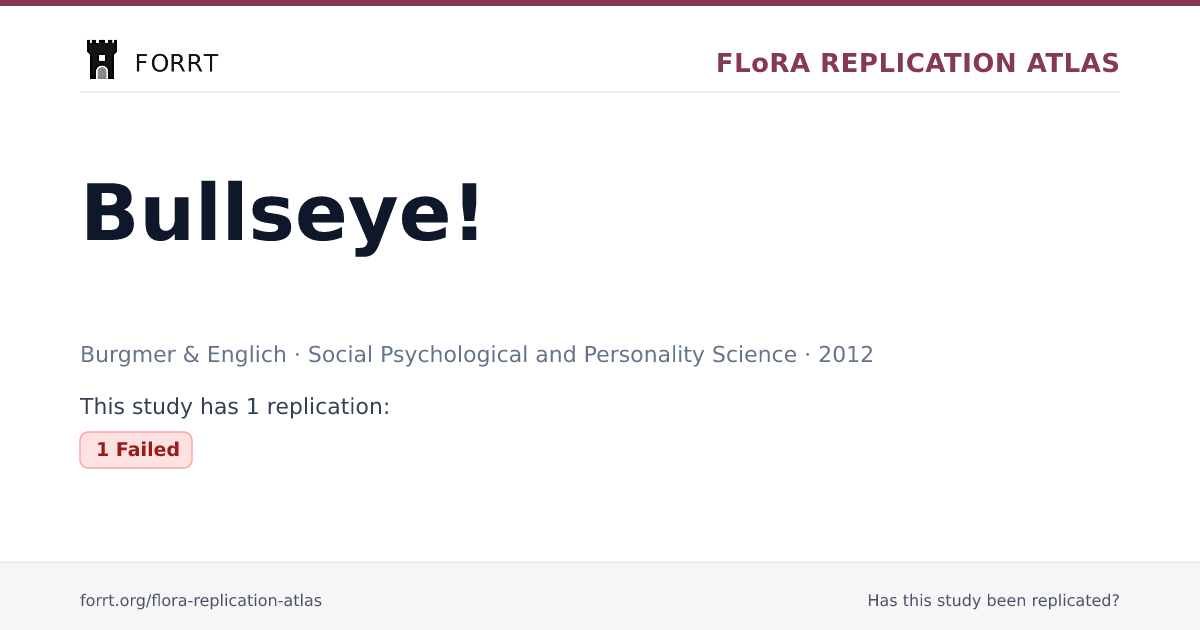 FORRT
FLoRA REPLICATION ATLAS
Bullseye!
Burgmer & Englich · Social Psychological and Personality Science · 2012
This study has 1 replication:
1 Failed
forrt.org/flora-replication-atlas
Has this study been replicated?